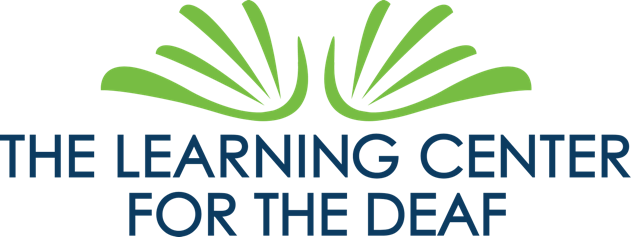 THE LEARNING CENTER
FOR THE DEAF